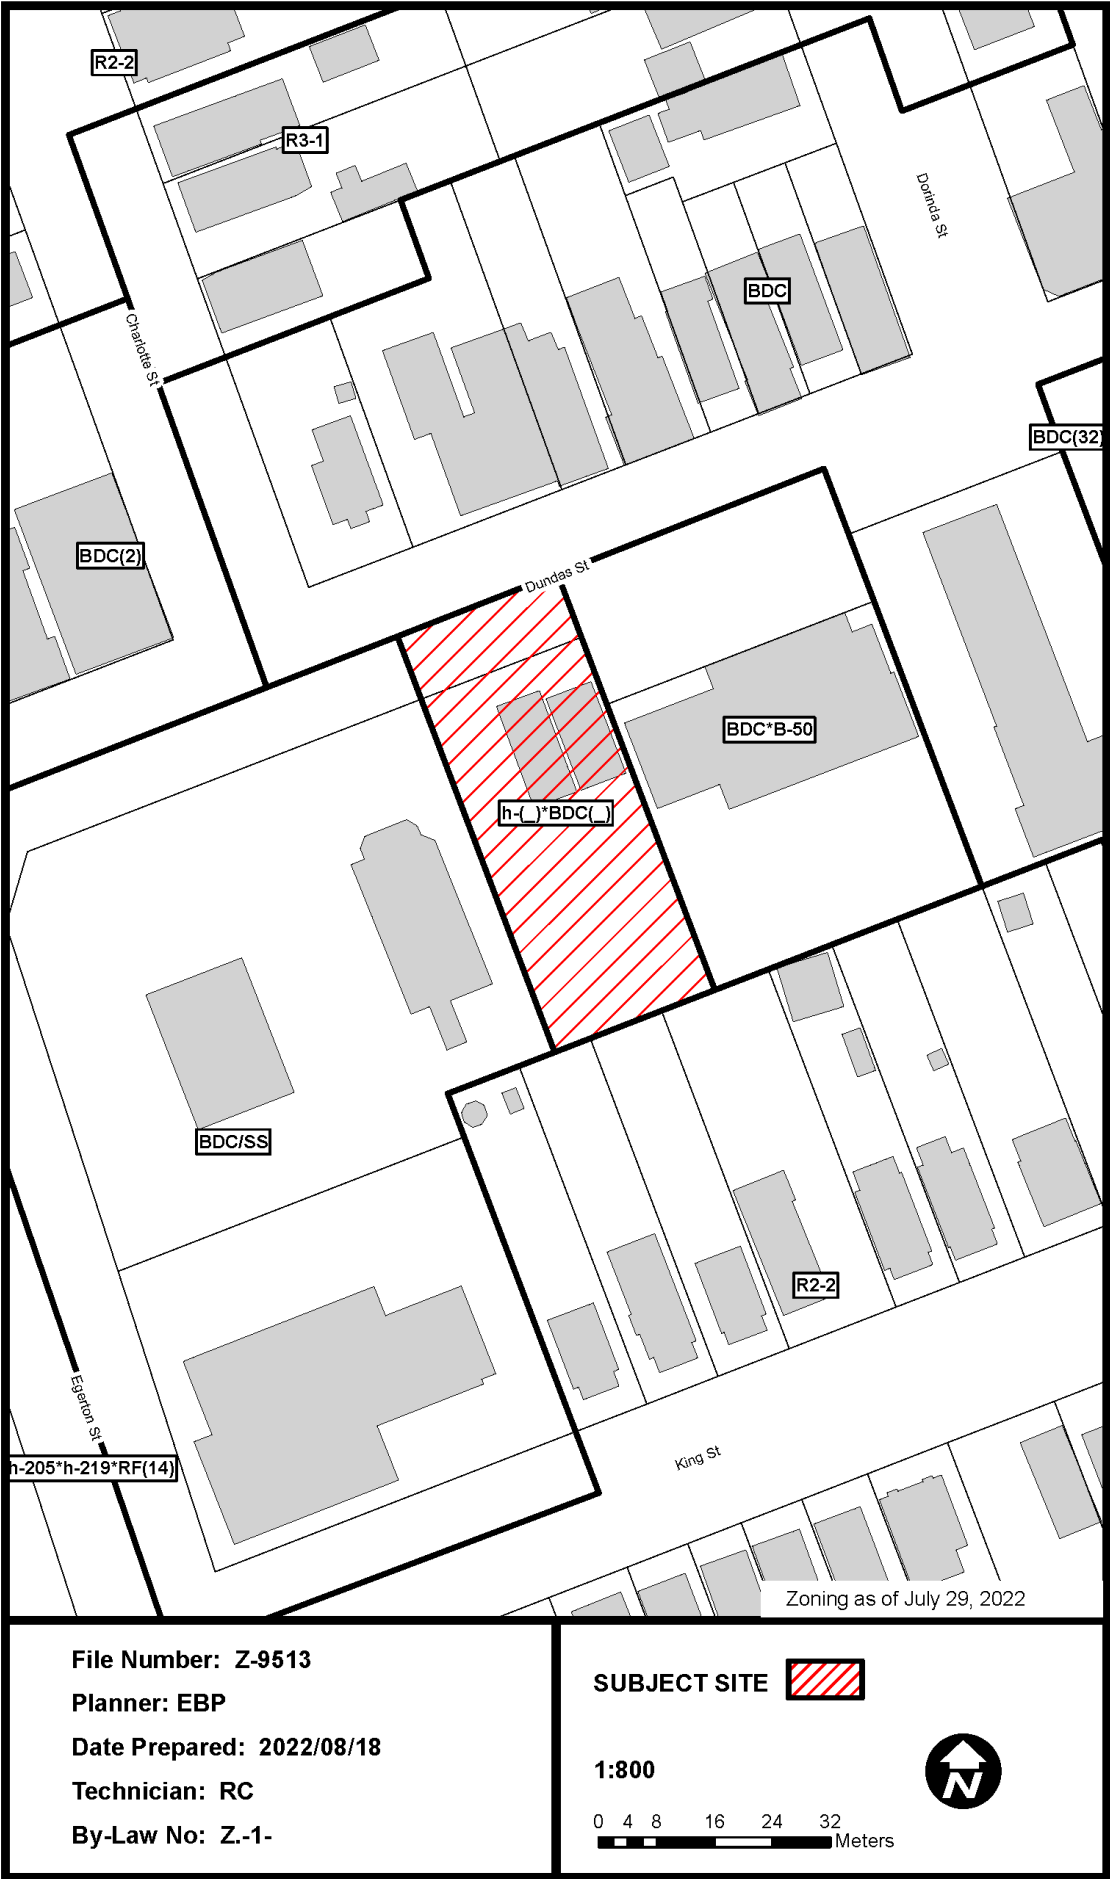 R2-2
R3-1
Dorinda St
BDC
Charlotte St
BDC(32)
BDC(2)
Dundas St
BDC*B-50
h-(_)*BDC(_)
BDC/SS
R2-2
Egerton St
King St
h-205*h-219*RF(14)
Zoning as of July 29, 2022
File Number: Z-9513
Planner: EBP
Date Prepared: 2022/08/18
Technician: RC
By-Law No: Z.-1-
SUBJECT SITE
1:800
N
0 4 8 16 24 32
Meters